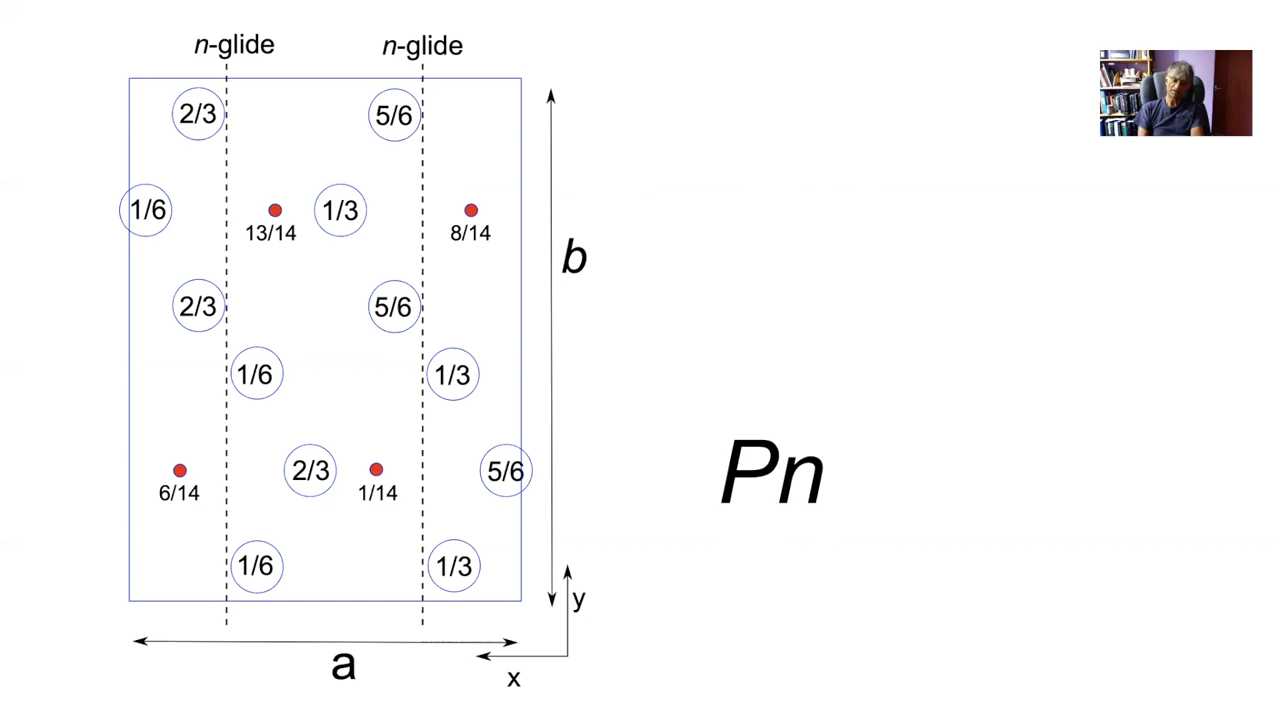 n-glide n-glide
2/3 5/6
1/6 1/3
13/14 8/14
b
2/3 5/6
1/6 1/3
Pn
2/3 5/6
6/14 1/14
1/6 1/3
y
a
x